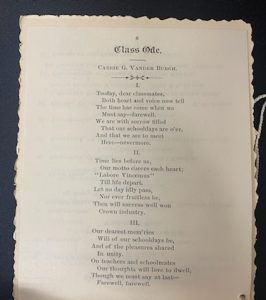 8
Class Ode.
Carrie G. Vander Burgh.
I.
To-day, dear classmates,
Both heart and voice now tell
The time has come when we
Must say—farewell.
We are with sorrow filled
That our schooldays are o'er,
And that we are to meet
Here—nevermore.
II.
Time lies before us,
Our motto cheers each heart;
"Labore Vincemus"
Till life depart.
Let no day idly pass,
Nor ever fruitless be,
Then will success well won
Crown industry.
III.
Our dearest mem'ries
Will of our schooldays be,
And of the pleasures shared
In unity.
On teachers and schoolmates
Our thoughts will love to dwell,
Though we must say at last—
Farewell, farewell.